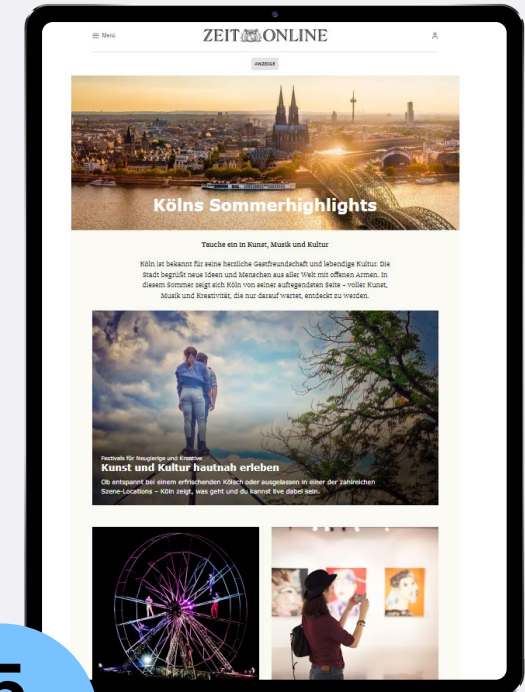 Menü
ZEIT ONLINE
ANZEIGE
Kölns Sommerhighlights
Tauche ein in Kunst, Musik und Kultur
Köln ist bekannt für seine herzliche Gastfreundschaft und lebendige Kultur. Die
Stadt begrüßt neue Ideen und Menschen aus aller Welt mit offenen Armen. In
diesem Sommer zeigt sich Köln von seiner aufregendsten Seite – voller Kunst,
Musik und Kreativität, die nur darauf wartet, entdeckt zu werden.
Festivals für Neugierige und Kreative
Kunst und Kultur hautnah erleben
Ob entspannt bei einem erfrischenden Kölsch oder ausgelassen in einer der zahlreichen
Szene-Locations – Köln zeigt, was geht und du kannst live dabei sein.
5